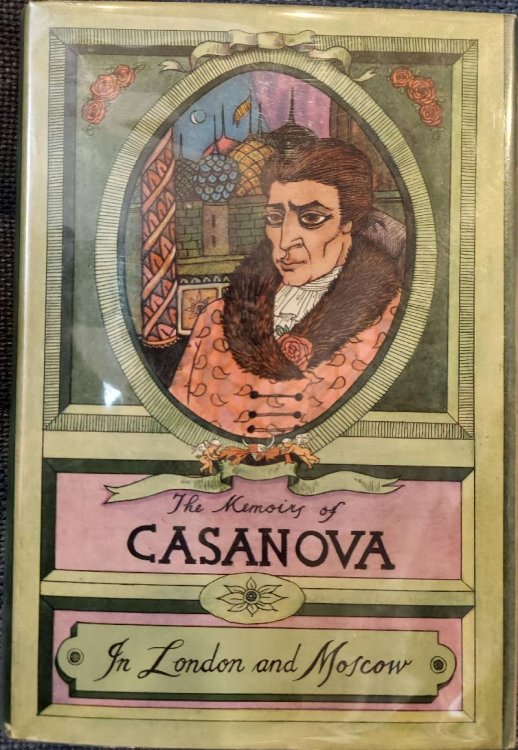 The Memoirs of
CASANOVA
In London and Moscow